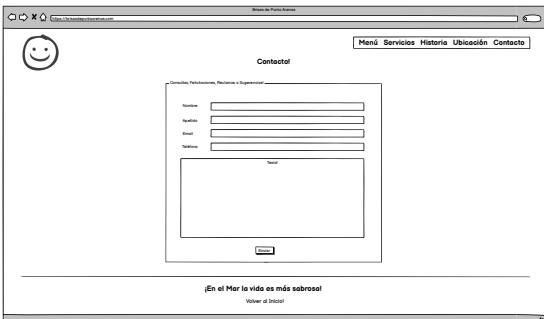 Brisas de Punta Arenas
https://brisasdepuntaarenas.com
Menú Servicios Historia Ubicación Contacto
Contacto!
Consultas, Felicitaciones, Reclamos o Sugerencias!
Nombre
Apellido
Email
Teléfono
Texto!
Enviar
¡En el Mar la vida es más sabrosa!
Volver al Inicio!